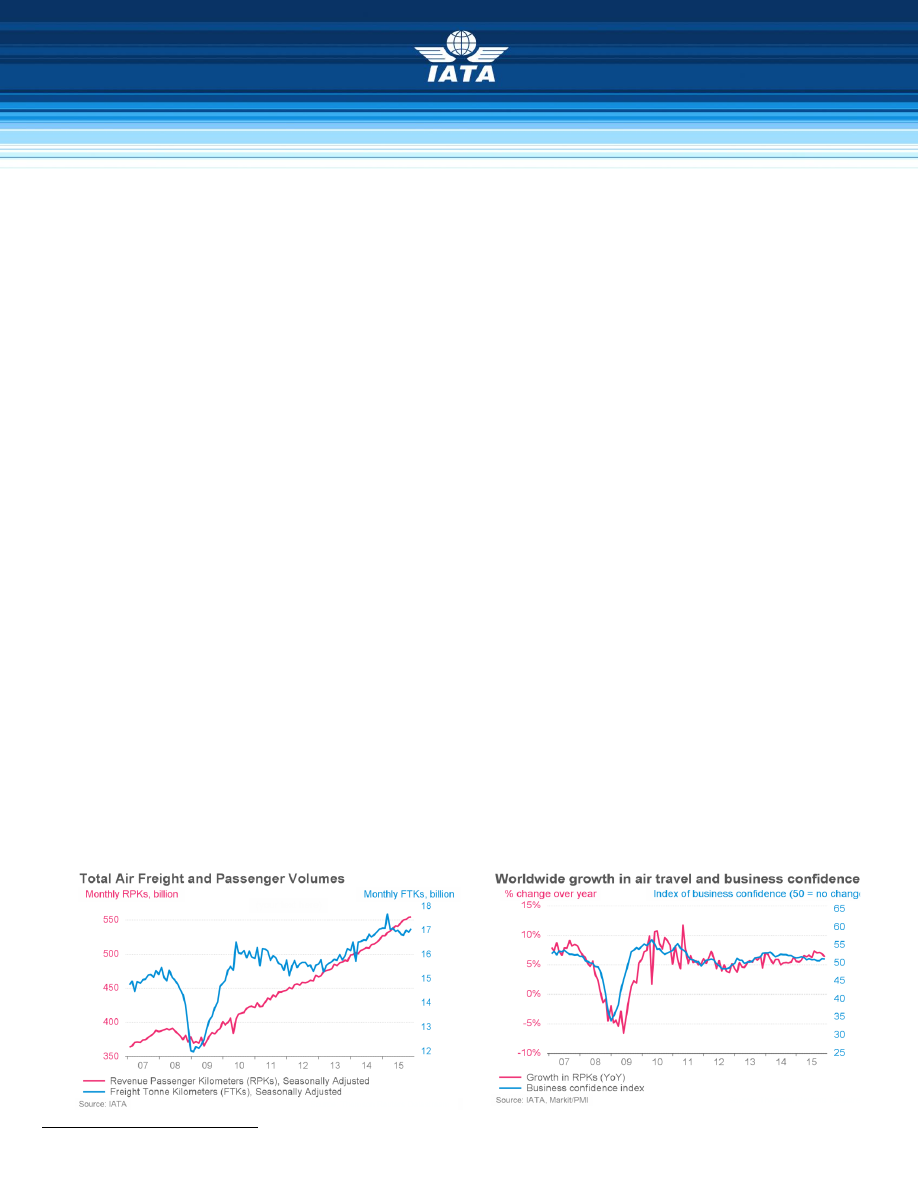 IATA
Total Air Freight and Passenger Volumes
Monthly RPKs, billion Monthly FTKs, billion
18
550
17
500
16
15
450
14
400
13
350
12
07 08 09 10 11 12 13 14 15
Revenue Passenger Kilometers (RPKs), Seasonally Adjusted
Freight Tonne Kilometers (FTKs), Seasonally Adjusted
Source: IATA
Worldwide growth in air travel and business confidence
% change over year Index of business confidence (50 = no change
15% 65
60
10% 55
5% 50
45
0% 40
-5% 35
30
-10% 25
07 08 09 10 11 12 13 14 15
Growth in RPKs (YoY)
Business confidence index
Source: IATA, Markit/PMI